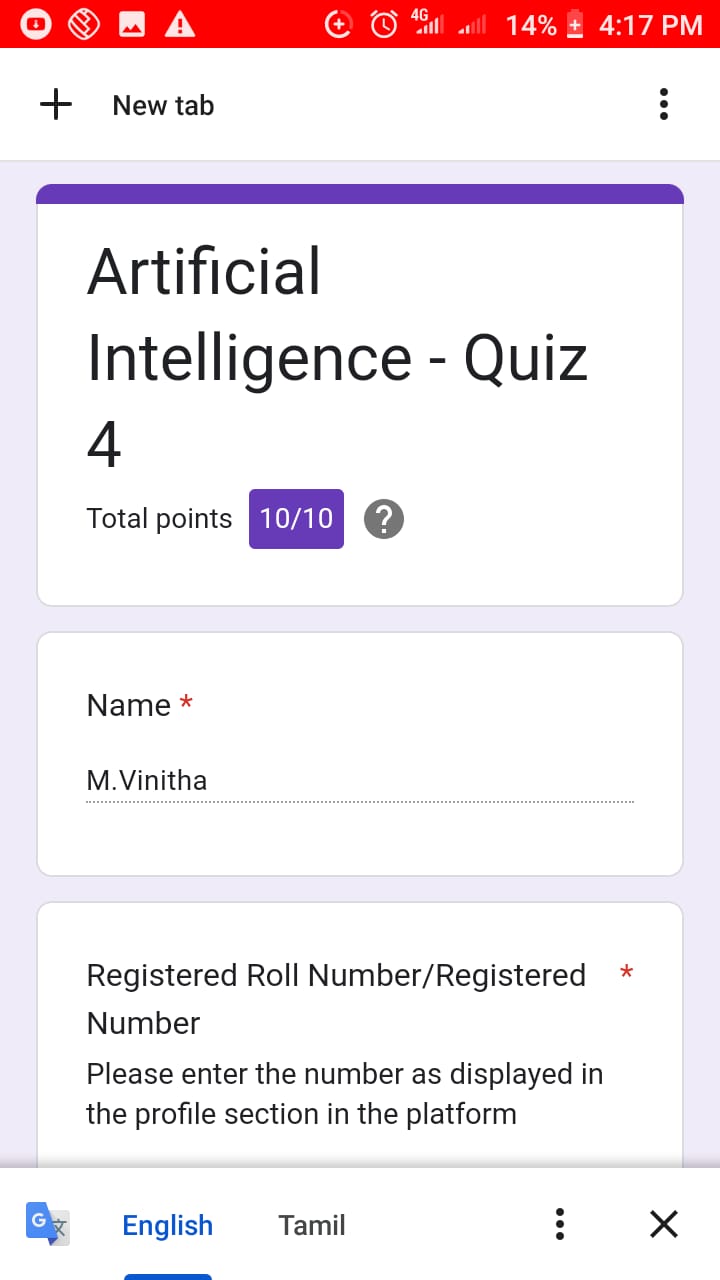 4G 14% 4:17 PM
New tab
Artificial
Intelligence - Quiz
4
Total points 10/10 ?
Name *
M.Vinitha
Registered Roll Number/Registered *
Number
Please enter the number as displayed in
the profile section in the platform
G 文 English Tamil